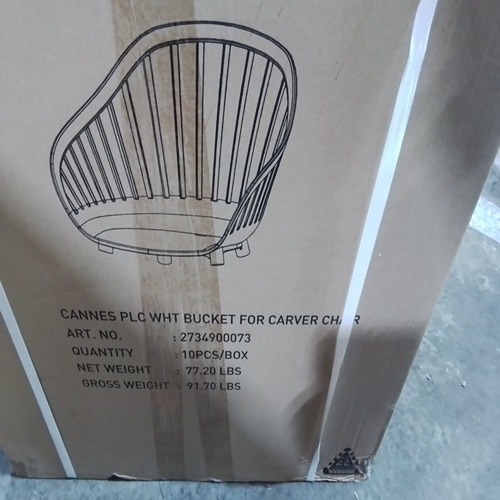 CANNES PLC WHT BUCKET FOR CARVER CHAIR
ART. NO. : 2734900073
QUANTITY : 10PCS/BOX
NET WEIGHT : 77.20 LBS
GROSS WEIGHT : 91.70 LBS